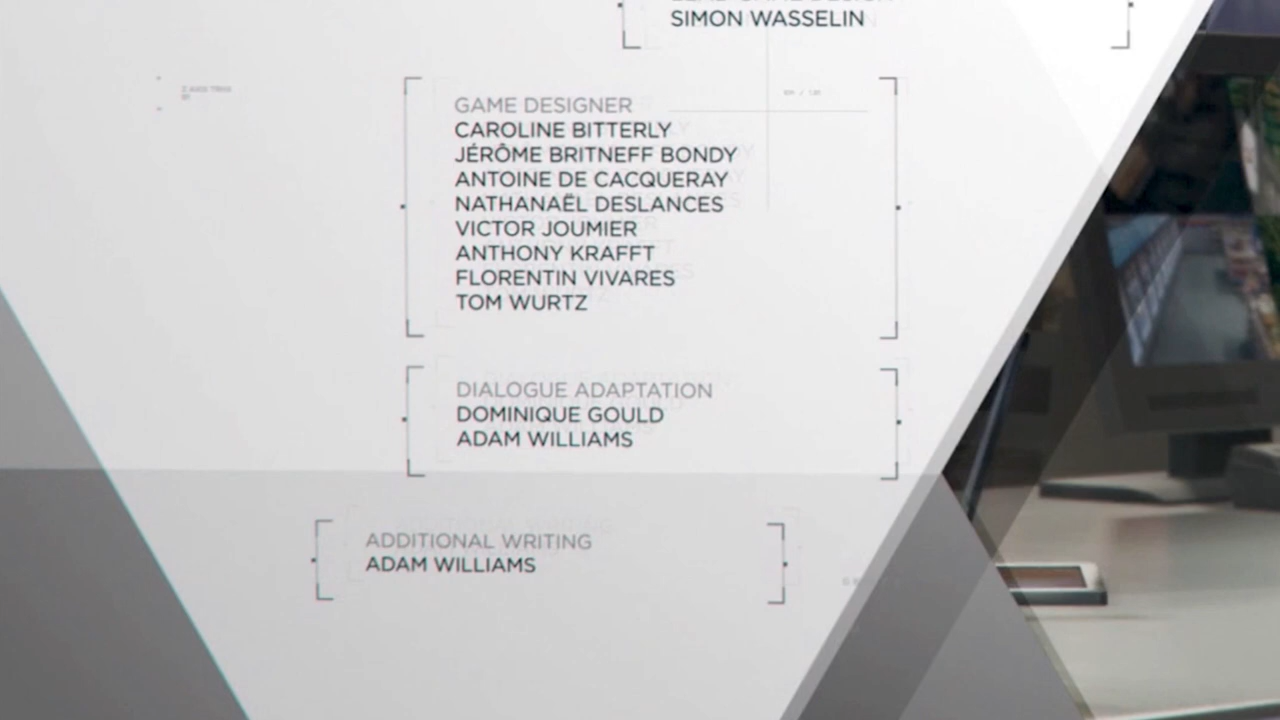 SIMON WASSELIN
GAME DESIGNER
CAROLINE BITTERLY
JÉRÔME BRITNEFF BONDY
ANTOINE DE CACQUERAY
NATHANAËL DESLANCES
VICTOR JOUMIER
ANTHONY KRAFFT
FLORENTIN VIVARES
TOM WURTZ
DIALOGUE ADAPTATION
DOMINIQUE GOULD
ADAM WILLIAMS
ADDITIONAL WRITING
ADAM WILLIAMS